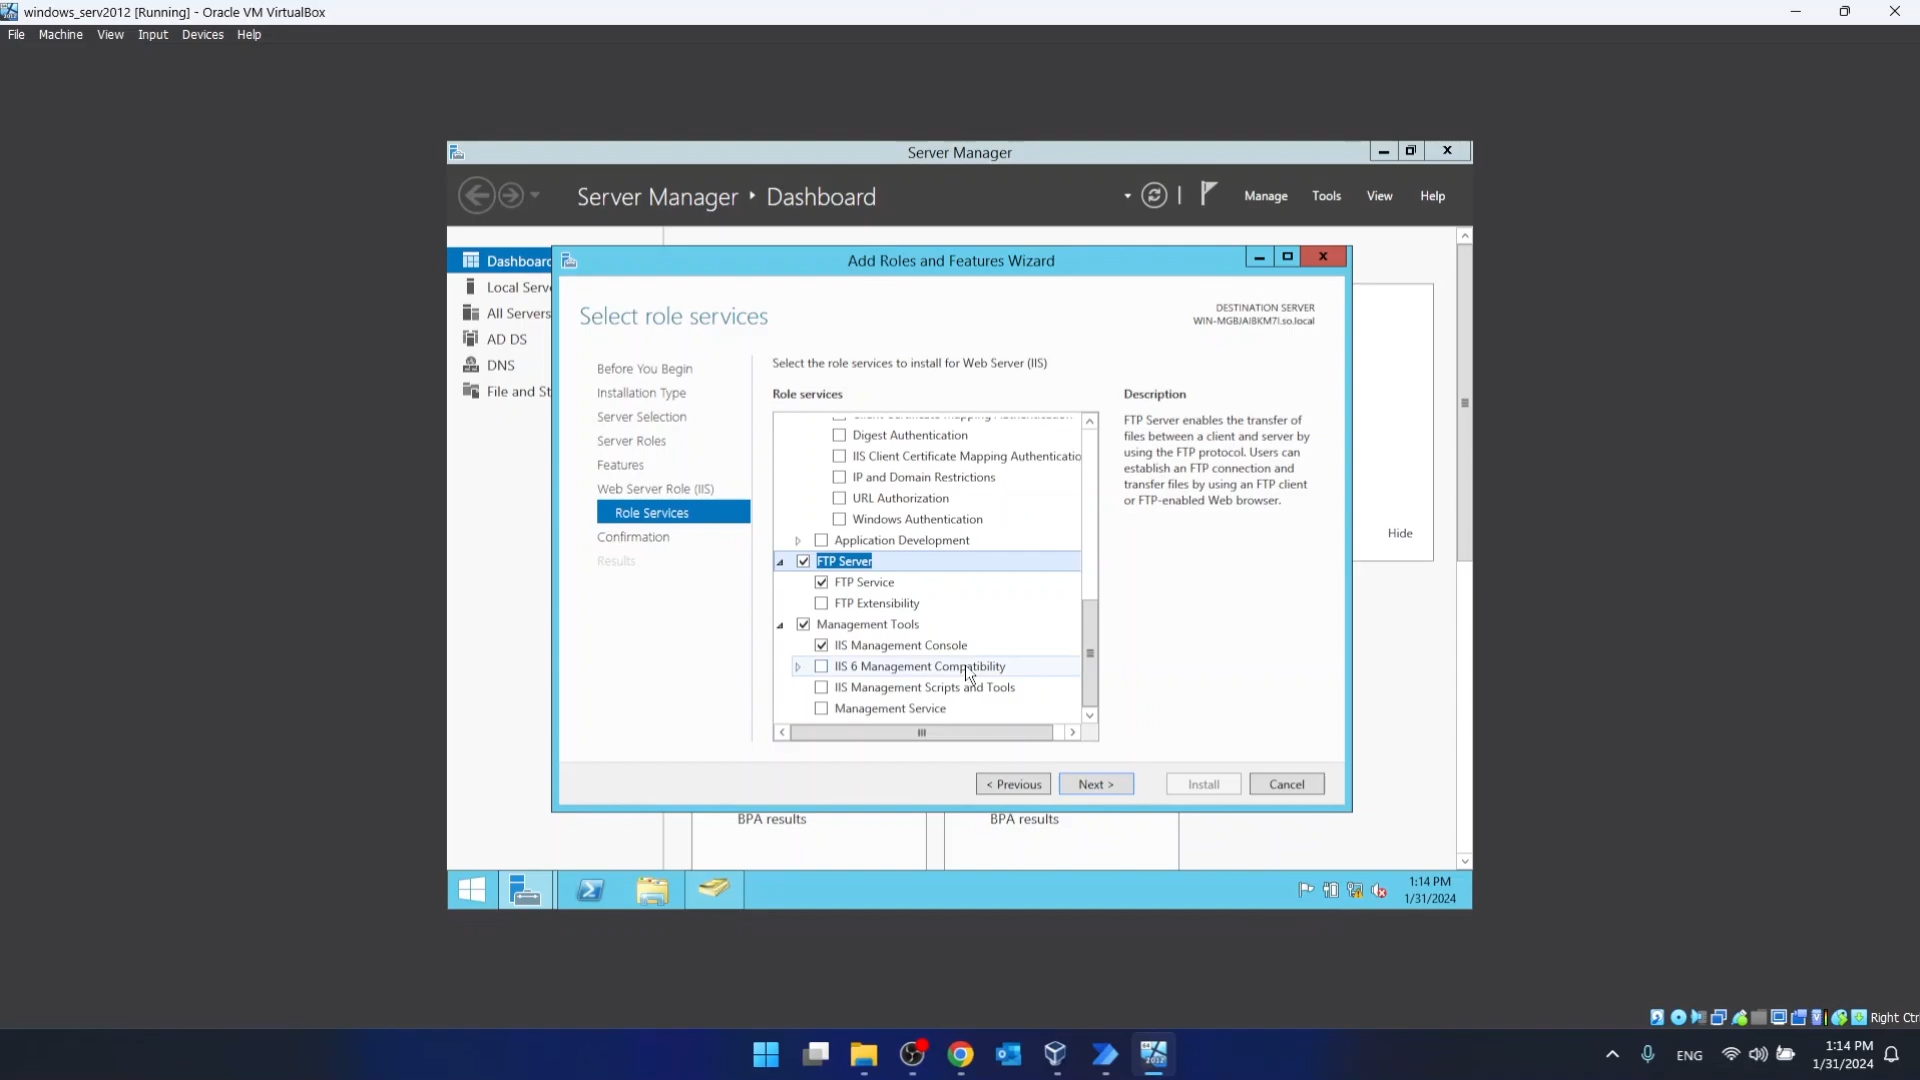 windows_serv2012 [Running] - Oracle VM VirtualBox
File Machine View Input Devices Help
Server Manager
Server Manager Dashboard
Manage Tools View Help
Dashboard
Local Serve
All Servers
AD DS
DNS
File and St
Add Roles and Features Wizard
Select role services
DESTINATION SERVER
WIN-MGBJAIBKM7I.so.local
Before You Begin
Installation Type
Server Selection
Server Roles
Features
Web Server Role (IIS)
Role Services
Confirmation
Results
Select the role services to install for Web Server (IIS)
Role services
Client Certificate Mapping Authentication
Digest Authentication
IIS Client Certificate Mapping Authenticatio
IP and Domain Restrictions
URL Authorization
Windows Authentication
Application Development
FTP Server
FTP Service
FTP Extensibility
Management Tools
IIS Management Console
IIS 6 Management Compatibility
IIS Management Scripts and Tools
Management Service
Description
FTP Server enables the transfer of
files between a client and server by
using the FTP protocol. Users can
establish an FTP connection and
transfer files by using an FTP client
or FTP-enabled Web browser.
Hide
< Previous
Next >
Install
Cancel
BPA results
BPA results
1:14 PM
1/31/2024
Right Ctr
ENG
1:14 PM
1/31/2024